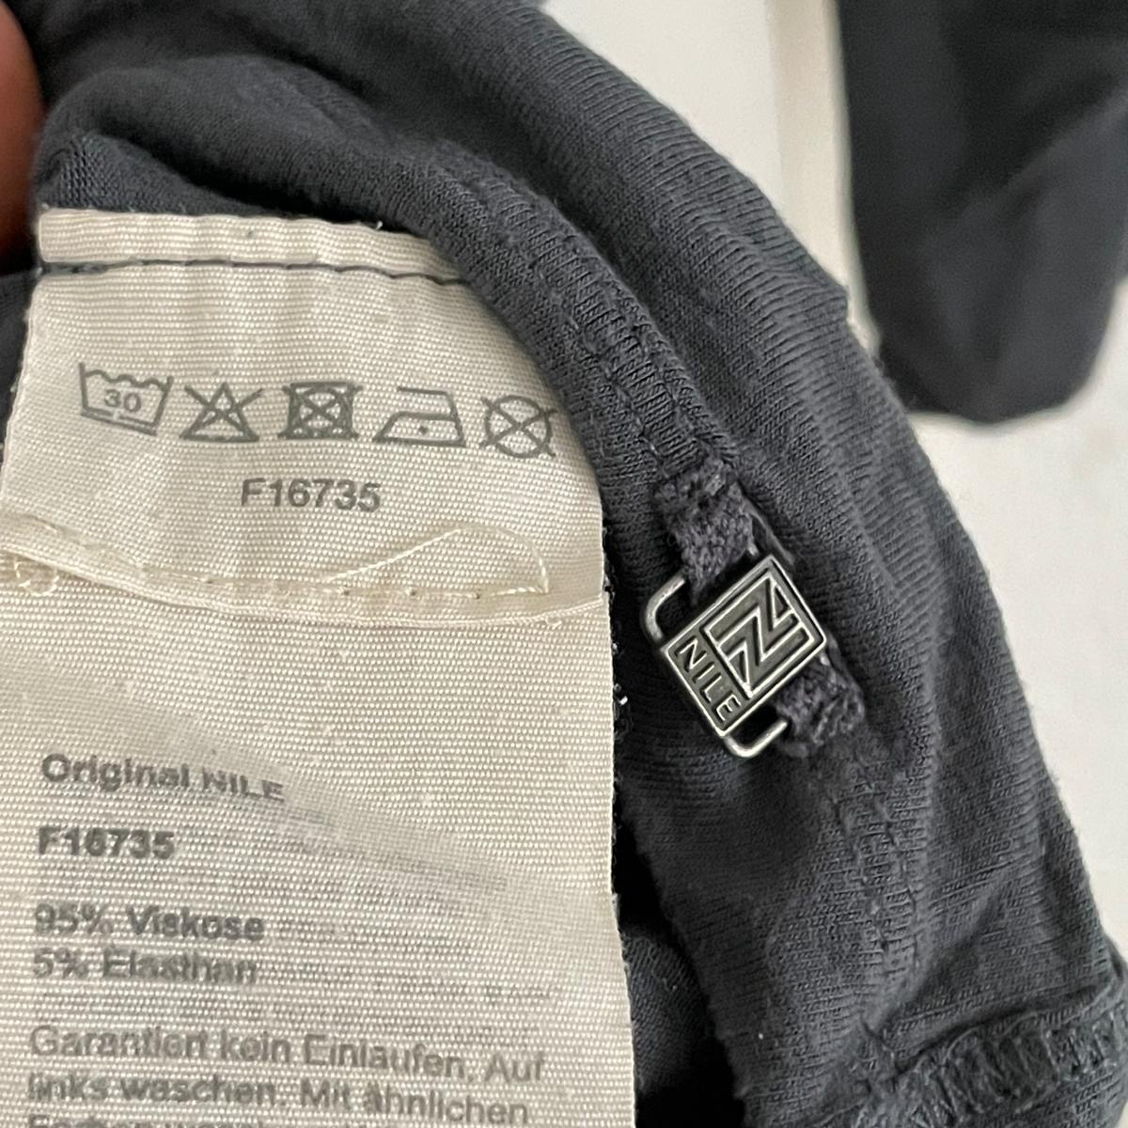 30
F16735
Original NILE
F16735
95% Viskose
5% Elasthan
Garantiert kein Einlaufen. Auf
links waschen. Mit ähnlichen
NILE